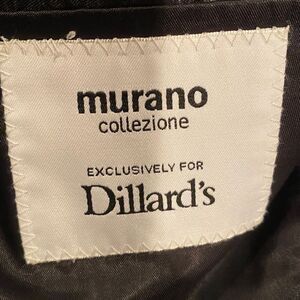 murano
collezione
EXCLUSIVELY FOR
Dillard's